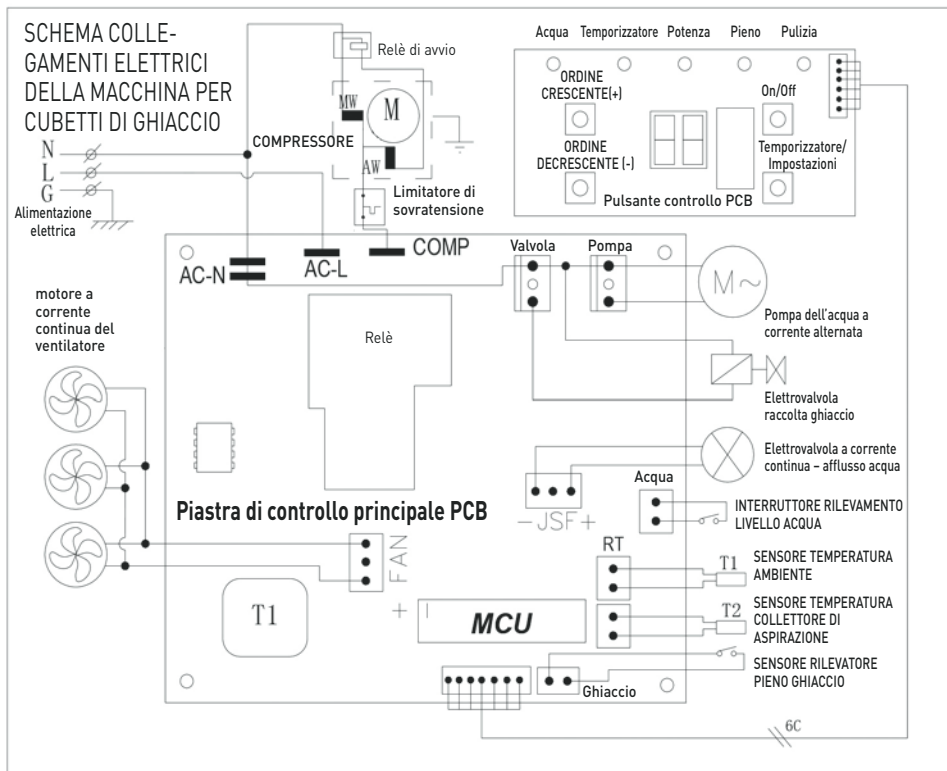 SCHEMA COLLE-
GAMENTI ELETTRICI
DELLA MACCHINA PER
CUBETTI DI GHIACCIO
N
L
G
Alimentazione
elettrica
Relè di avvio
MW
M
COMPRESSORE
AW
Limitatore di
sovratensione
Acqua Temporizzatore Potenza Pieno Pulizia
ORDINE
CRESCENTE(+)
On/Off
ORDINE
DECRESCENTE (-)
Temporizzatore/
Impostazioni
Pulsante controllo PCB
AC-N
AC-L
COMP
Valvola
Pompa
M~
Pompa dell'acqua a
corrente alternata
motore a
corrente
continua del
ventilatore
Relè
Elettrovalvola
raccolta ghiaccio
Elettrovalvola a corrente
continua – afflusso acqua
Piastra di controllo principale PCB
-JSF+
Acqua
INTERRUTTORE RILEVAMENTO
LIVELLO ACQUA
FAN
+
RT
T1
SENSORE TEMPERATURA
AMBIENTE
T1
MCU
T2
SENSORE TEMPERATURA
COLLETTORE DI
ASPIRAZIONE
Ghiaccio
SENSORE RILEVATORE
PIENO GHIACCIO
6C